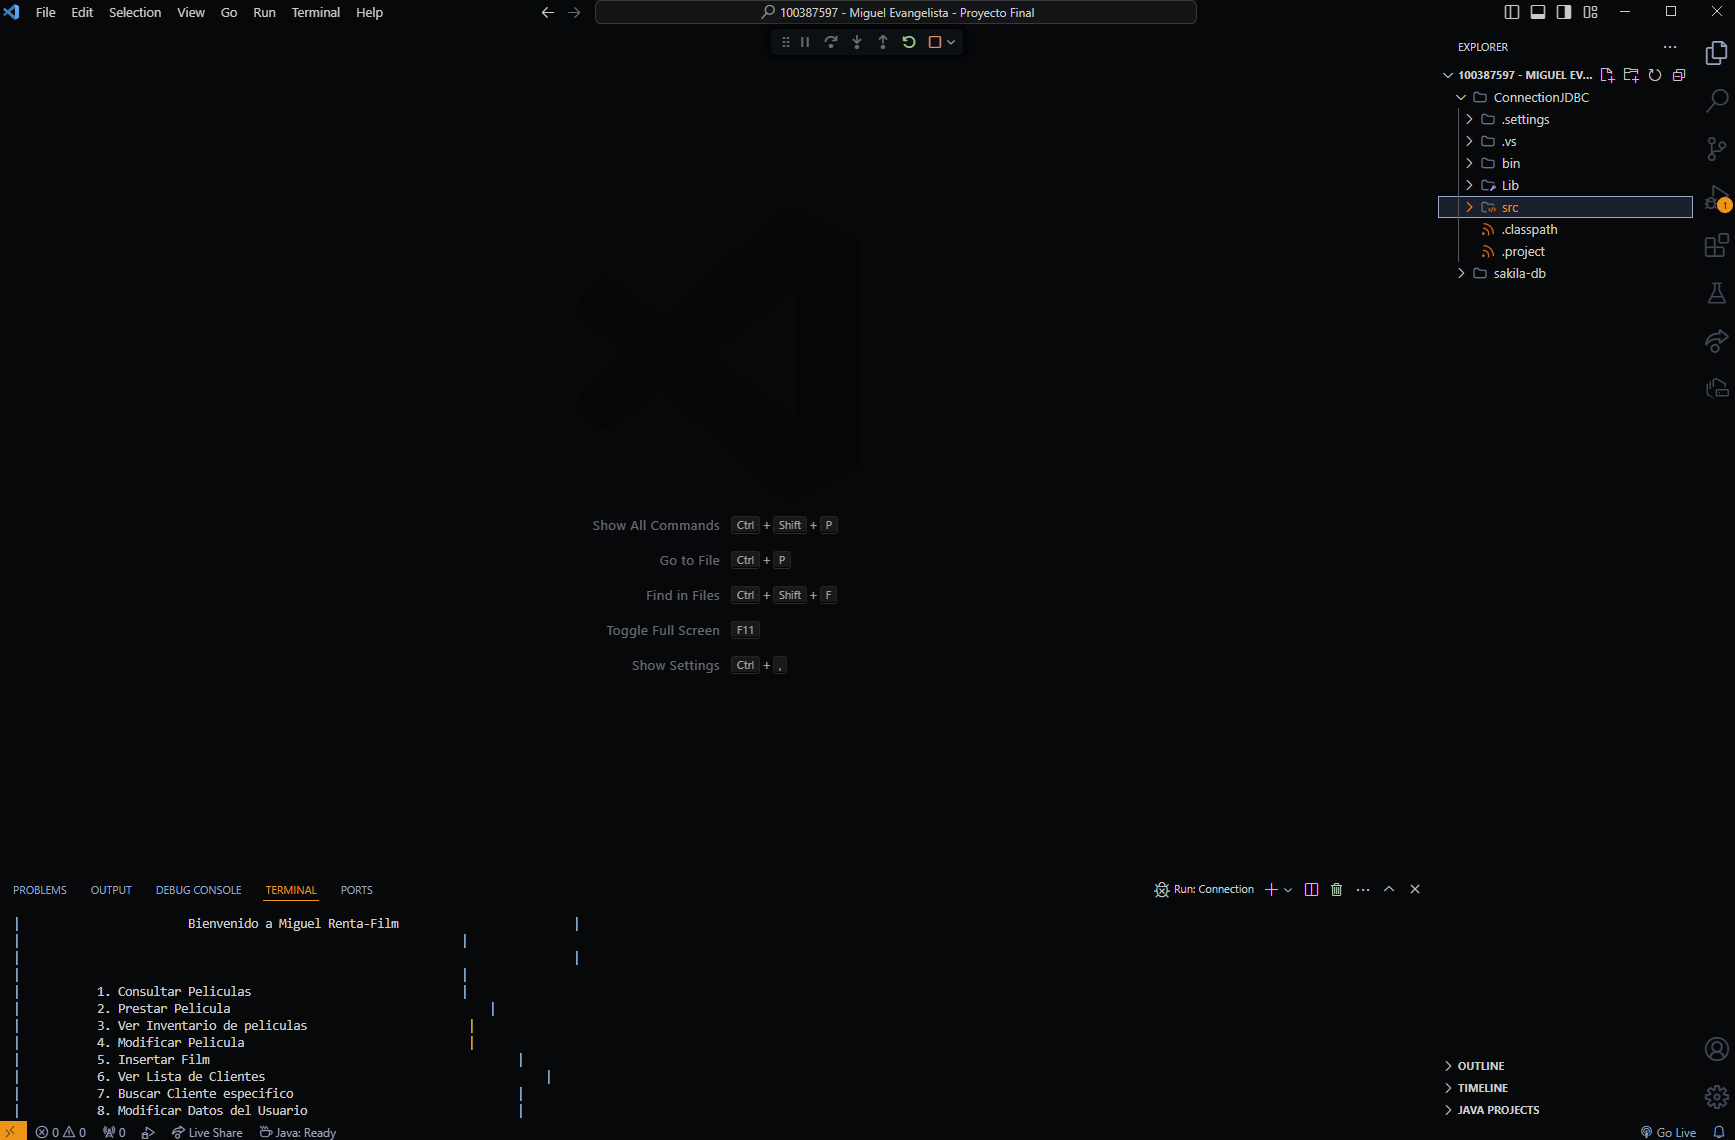 File Edit Selection View Go Run Terminal Help
100387597 - Miguel Evangelista - Proyecto Final
EXPLORER
100387597 - MIGUEL EV...
ConnectionJDBC
.settings
.vs
bin
Lib
src
.classpath
.project
sakila-db
1
Show All Commands Ctrl + Shift + P
Go to File Ctrl + P
Find in Files Ctrl + Shift + F
Toggle Full Screen F11
Show Settings Ctrl + ,
PROBLEMS OUTPUT DEBUG CONSOLE TERMINAL PORTS
Run: Connection
Bienvenido a Miguel Renta-Film
1. Consultar Peliculas
2. Prestar Pelicula
3. Ver Inventario de peliculas
4. Modificar Pelicula
5. Insertar Film
6. Ver Lista de Clientes
7. Buscar Cliente especifico
8. Modificar Datos del Usuario
OUTLINE
TIMELINE
JAVA PROJECTS
0 0 0 Live Share Java: Ready Go Live